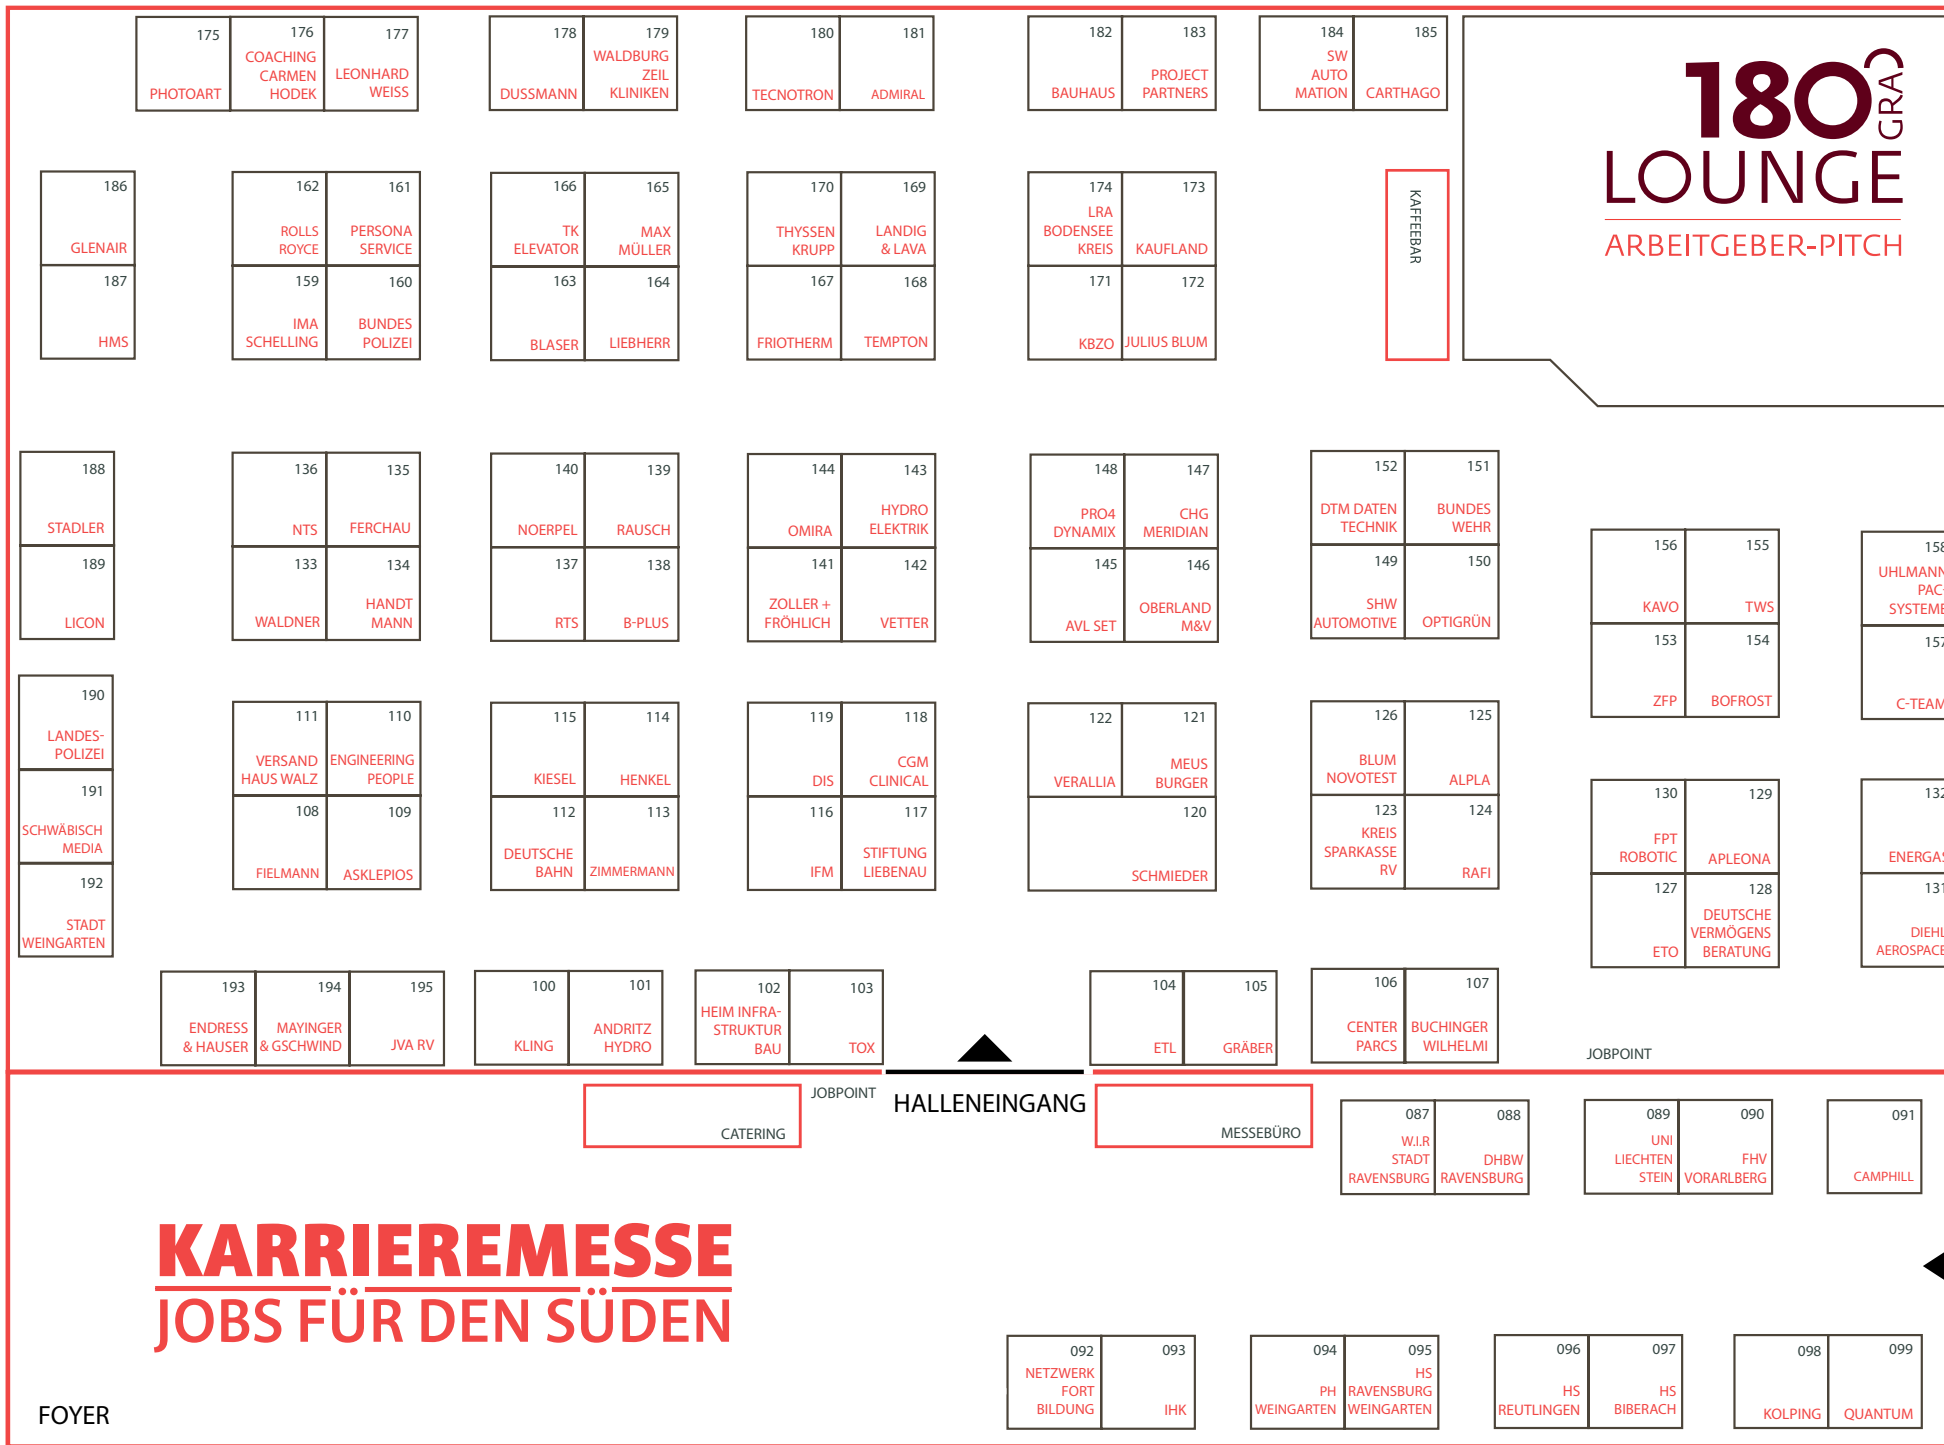 175
PHOTOART
176
COACHING
CARMEN
HODEK
177
LEONHARD
WEISS
178
DUSSMANN
179
WALDBURG
ZEIL
KLINIKEN
180
TECNOTRON
181
ADMIRAL
182
BAUHAUS
183
PROJECT
PARTNERS
184
SW
AUTO
MATION
185
CARTHAGO
180 GRAD
LOUNGE
ARBEITGEBER-PITCH
186
GLENAIR
187
HMS
162
ROLLS
ROYCE
161
PERSONA
SERVICE
159
IMA
SCHELLING
160
BUNDES
POLIZEI
166
TK
ELEVATOR
165
MAX
MÜLLER
163
BLASER
164
LIEBHERR
170
THYSSEN
KRUPP
169
LANDIG
& LAVA
167
FRIOTHERM
168
TEMPTON
174
LRA
BODENSEE
KREIS
173
KAUFLAND
171
KBZO
172
JULIUS BLUM
KAFFEEBAR
188
STADLER
189
LICON
136
NTS
135
FERCHAU
133
WALDNER
134
HANDT
MANN
140
NOERPEL
139
RAUSCH
137
RTS
138
B-PLUS
144
OMIRA
143
HYDRO
ELEKTRIK
141
ZOLLER +
FRÖHLICH
142
VETTER
148
PRO4
DYNAMIX
147
CHG
MERIDIAN
145
AVL SET
146
OBERLAND
M&V
152
DTM DATEN
TECHNIK
151
BUNDES
WEHR
149
SHW
AUTOMOTIVE
150
OPTIGRÜN
156
KAVO
155
TWS
153
ZFP
154
BOFROST
158
UHLMANN
PAC-
SYSTEME
157
C-TEAM
190
LANDES-
POLIZEI
191
SCHWÄBISCH
MEDIA
192
STADT
WEINGARTEN
111
VERSAND
HAUS WALZ
110
ENGINEERING
PEOPLE
108
FIELMANN
109
ASKLEPIOS
115
KIESEL
114
HENKEL
112
DEUTSCHE
BAHN
113
ZIMMERMANN
119
DIS
118
CGM
CLINICAL
116
IFM
117
STIFTUNG
LIEBENAU
122
VERALLIA
121
MEUS
BURGER
120
SCHMIEDER
126
BLUM
NOVOTEST
125
ALPLA
123
KREIS
SPARKASSE
RV
124
RAFI
130
FPT
ROBOTIC
129
APLEONA
127
ETO
128
DEUTSCHE
VERMÖGENS
BERATUNG
132
ENERGAS
131
DIEHL
AEROSPACE
193
ENDRESS
& HAUSER
194
MAYINGER
& GSCHWIND
195
JVA RV
100
KLING
101
ANDRITZ
HYDRO
102
HEIM INFRA-
STRUKTUR
BAU
103
TOX
104
ETL
105
GRÄBER
106
CENTER
PARCS
107
BUCHINGER
WILHELMI
JOBPOINT
CATERING
JOBPOINT
HALLENEINGANG
MESSEBÜRO
087
W.I.R
STADT
RAVENSBURG
088
DHBW
RAVENSBURG
089
UNI
LIECHTEN
STEIN
090
FHV
VORARLBERG
091
CAMPHILL
KARRIEREMESSE
JOBS FÜR DEN SÜDEN
FOYER
092
NETZWERK
FORT
BILDUNG
093
IHK
094
PH
WEINGARTEN
095
HS
RAVENSBURG
WEINGARTEN
096
HS
REUTLINGEN
097
HS
BIBERACH
098
KOLPING
099
QUANTUM